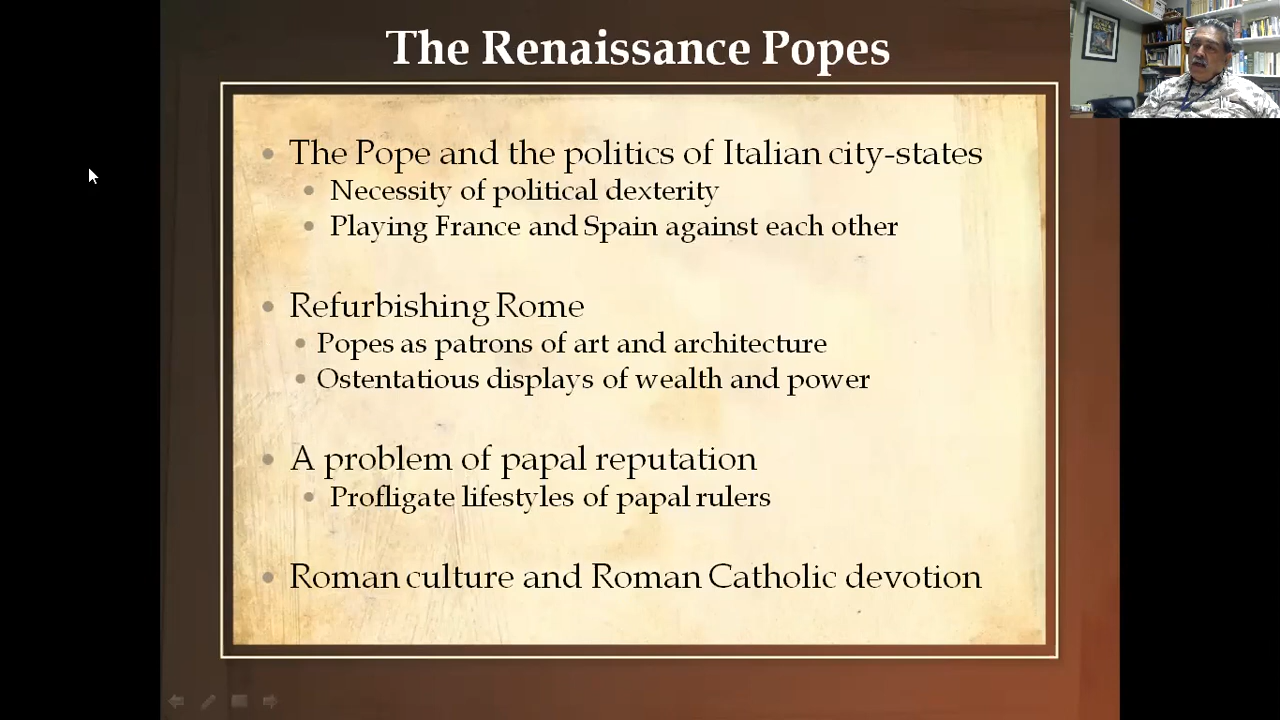 The Renaissance Popes
• The Pope and the politics of Italian city-states
• Necessity of political dexterity
• Playing France and Spain against each other
• Refurbishing Rome
• Popes as patrons of art and architecture
• Ostentatious displays of wealth and power
• A problem of papal reputation
• Profligate lifestyles of papal rulers
• Roman culture and Roman Catholic devotion